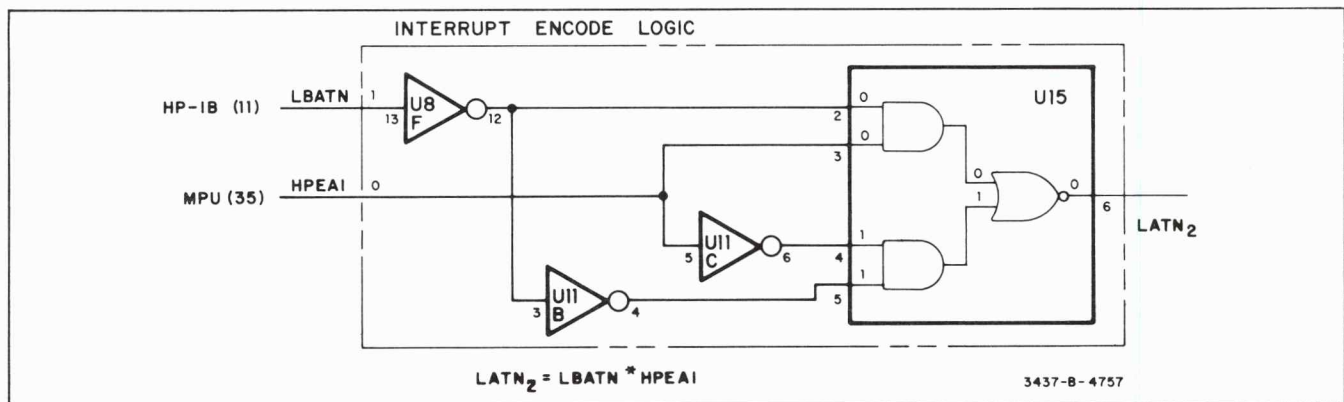 INTERRUPT ENCODE LOGIC
HP-IB (11) LBATN 1 13 U8 F 12
MPU (35) HPEAI 0
5 U11 C 6
3 U11 B 4
U15
0 2
0 3
1 4
1 5
0
1
0 6
LATN2
LATN2 = LBATN * HPEAI
3437-B-4757